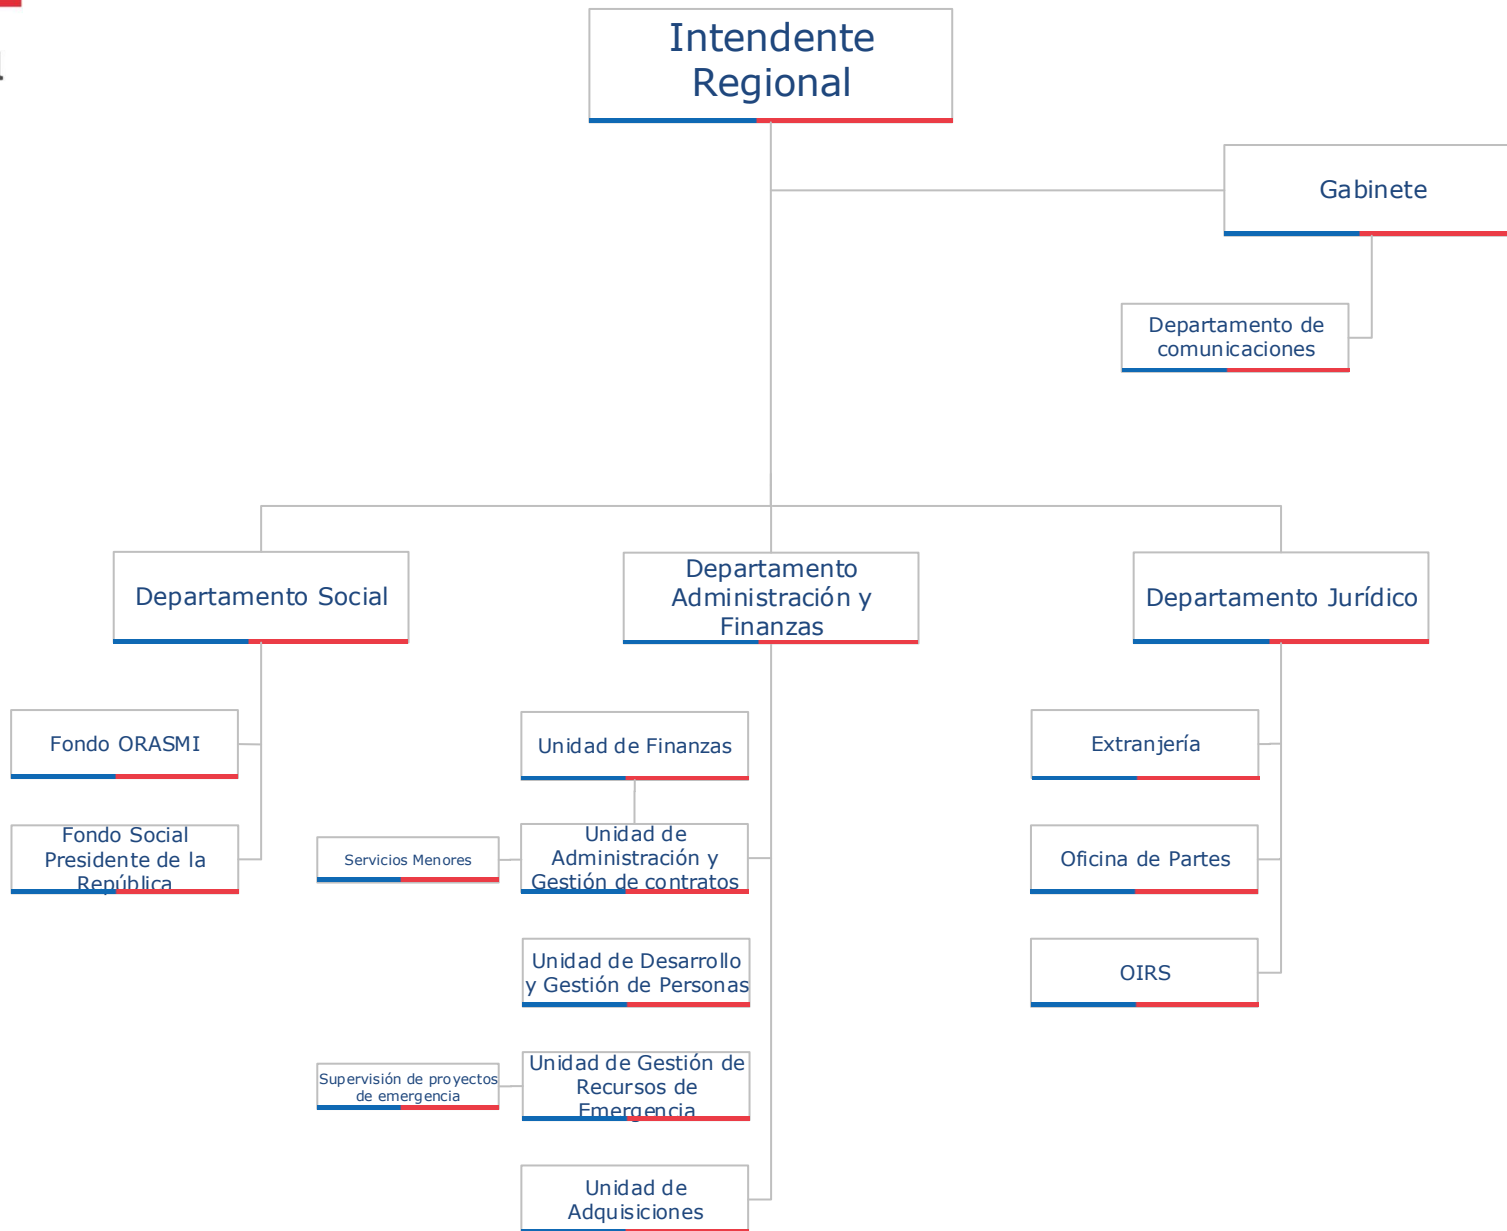 Intendente
Regional
Gabinete
Departamento de
comunicaciones
Departamento Social
Departamento
Administración y
Finanzas
Departamento Jurídico
Fondo ORASMI
Unidad de Finanzas
Extranjería
Fondo Social
Presidente de la
República
Servicios Menores
Unidad de
Administración y
Gestión de contratos
Oficina de Partes
Unidad de Desarrollo
y Gestión de Personas
OIRS
Supervisión de proyectos
de emergencia
Unidad de Gestión de
Recursos de
Emergencia
Unidad de
Adquisiciones